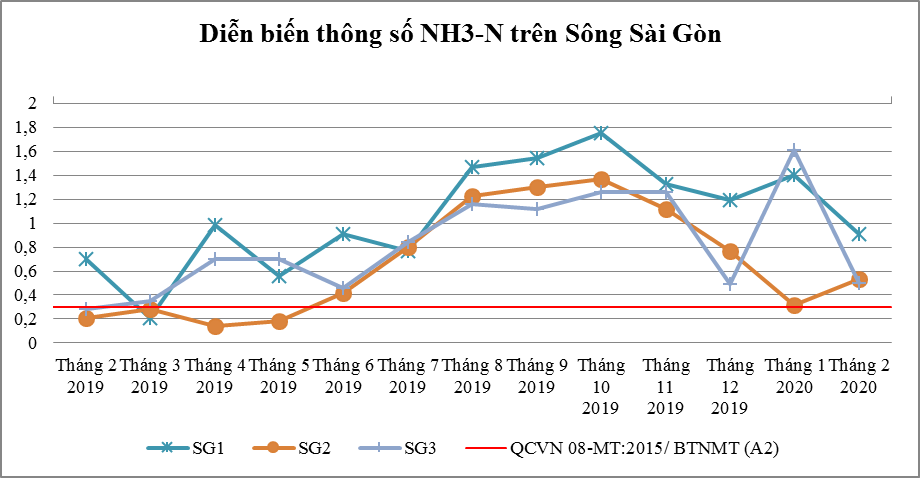 Diễn biến thông số NH3-N trên Sông Sài Gòn
2
1,8
1,6
1,4
1,2
1
0,8
0,6
0,4
0,2
0
Tháng 2 2019
Tháng 3 2019
Tháng 4 2019
Tháng 5 2019
Tháng 6 2019
Tháng 7 2019
Tháng 8 2019
Tháng 9 2019
Tháng 10 2019
Tháng 11 2019
Tháng 12 2019
Tháng 1 2020
Tháng 2 2020
SG1
SG2
SG3
QCVN 08-MT:2015/ BTNMT (A2)